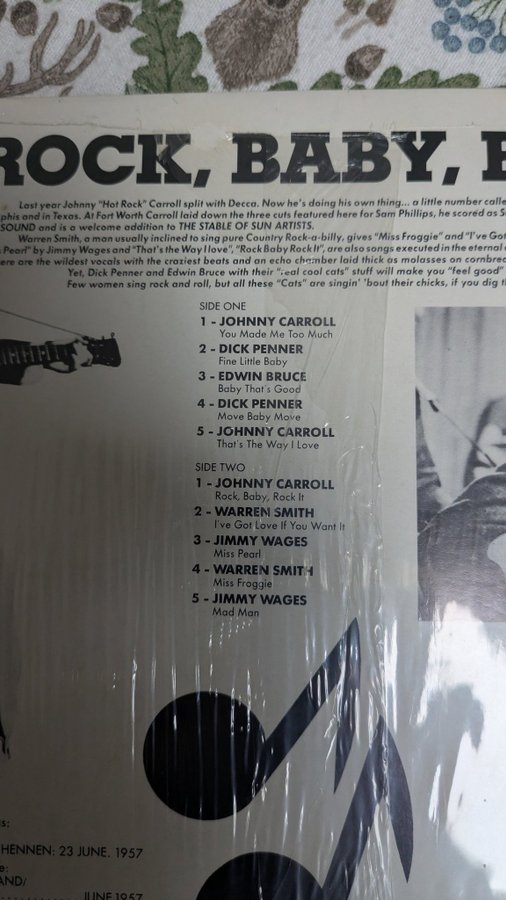 ROCK, BABY,
Last year Johnny "Hot Rock" Carroll split with Decca. Now he's doing his own thing... a little number calle
phis and in Texas. At Fort Worth Carroll laid down the three cuts featured here for Sam Phillips, he scored as S
SOUND and is a welcome addition to THE STABLE OF SUN ARTISTS.
Warren Smith, a man usually inclined to sing pure Country Rock-a-billy, gives "Miss Froggie" and "I've Go
Pearl" by Jimmy Wages and "That's the Way I love", "Rock Baby Rock It", are also songs executed in the eternal
ere are the wildest vocals with the craziest beats and an echo chamber laid thick as molasses on cornbrea
Yet, Dick Penner and Edwin Bruce with their "real cool cats" stuff will make you "feel good"
Few women sing rock and roll, but all these "Cats" are singin' 'bout their chicks, if you dig th
SIDE ONE
1 - JOHNNY CARROLL
You Made Me Too Much
2 - DICK PENNER
Fine Little Baby
3 - EDWIN BRUCE
Baby That's Good
4 - DICK PENNER
Move Baby Move
5 - JOHNNY CARROLL
That's The Way I Love
SIDE TWO
1 - JOHNNY CARROLL
Rock, Baby, Rock It
2 - WARREN SMITH
I've Got Love If You Want It
3 - JIMMY WAGES
Miss Pearl
4 - WARREN SMITH
Miss Froggie
5 - JIMMY WAGES
Mad Man
s:
HENNEN: 23 JUNE. 1957
e:
AND/
JUNE 1957